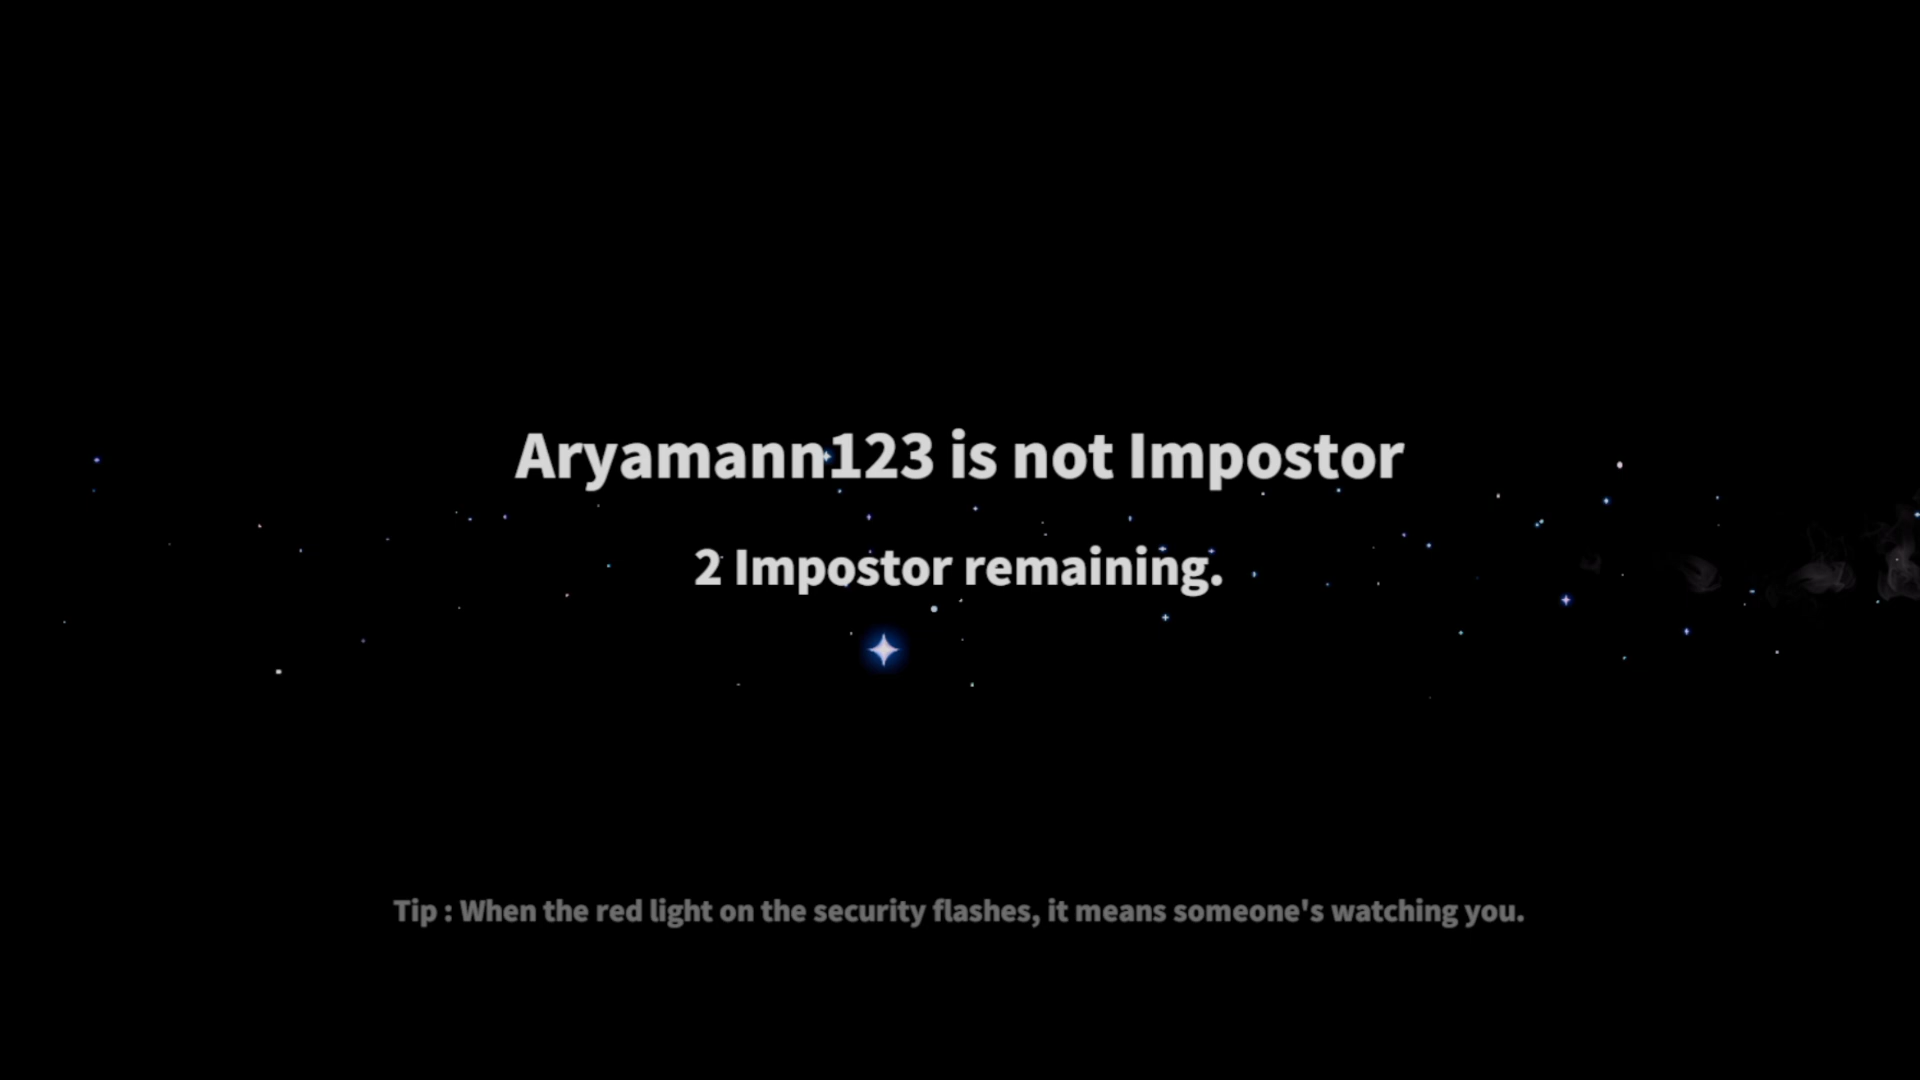 Aryamann123 is not Impostor
2 Impostor remaining.
Tip : When the red light on the security flashes, it means someone's watching you.